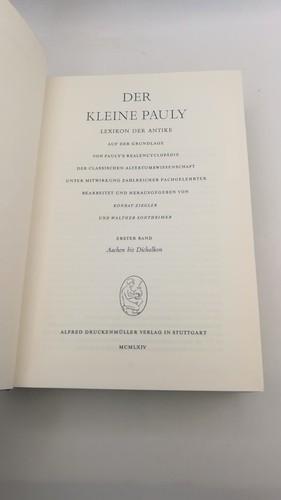 DER
KLEINE PAULY
LEXIKON DER ANTIKE
AUF DER GRUNDLAGE
VON PAULY'S REALENCYCLOPÄDIE
DER CLASSISCHEN ALTERTUMSWISSENSCHAFT
UNTER MITWIRKUNG ZAHLREICHER FACHGELEHRTER
BEARBEITET UND HERAUSGEGEBEN VON
KONRAT ZIEGLER
UND WALTHER SONTHEIMER
ERSTER BAND
Aachen bis Dichalkon
ALFRED DRUCKENMÜLLER VERLAG IN STUTTGART
MCMLXIV